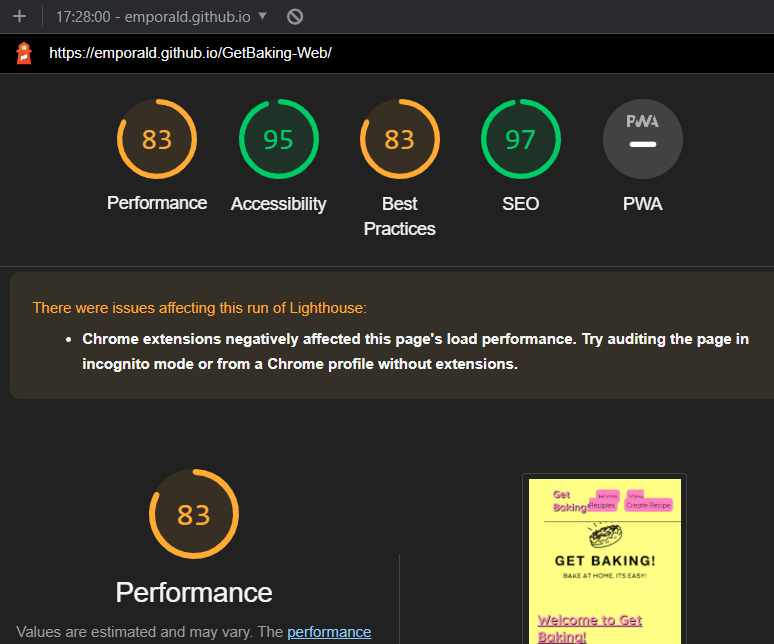 17:28:00 - emporald.github.io
https://emporald.github.io/GetBaking-Web/
83
95
83
97
PWA
Performance
Accessibility
Best
Practices
SEO
PWA
There were issues affecting this run of Lighthouse:
Chrome extensions negatively affected this page's load performance. Try auditing the page in
incognito mode or from a Chrome profile without extensions.
83
Performance
Values are estimated and may vary. The performance
Get
Baking!
Home
View
Recipies
Create Recipe
GET BAKING!
BAKE AT HOME. ITS EASY!
Welcome to Get
Baking!